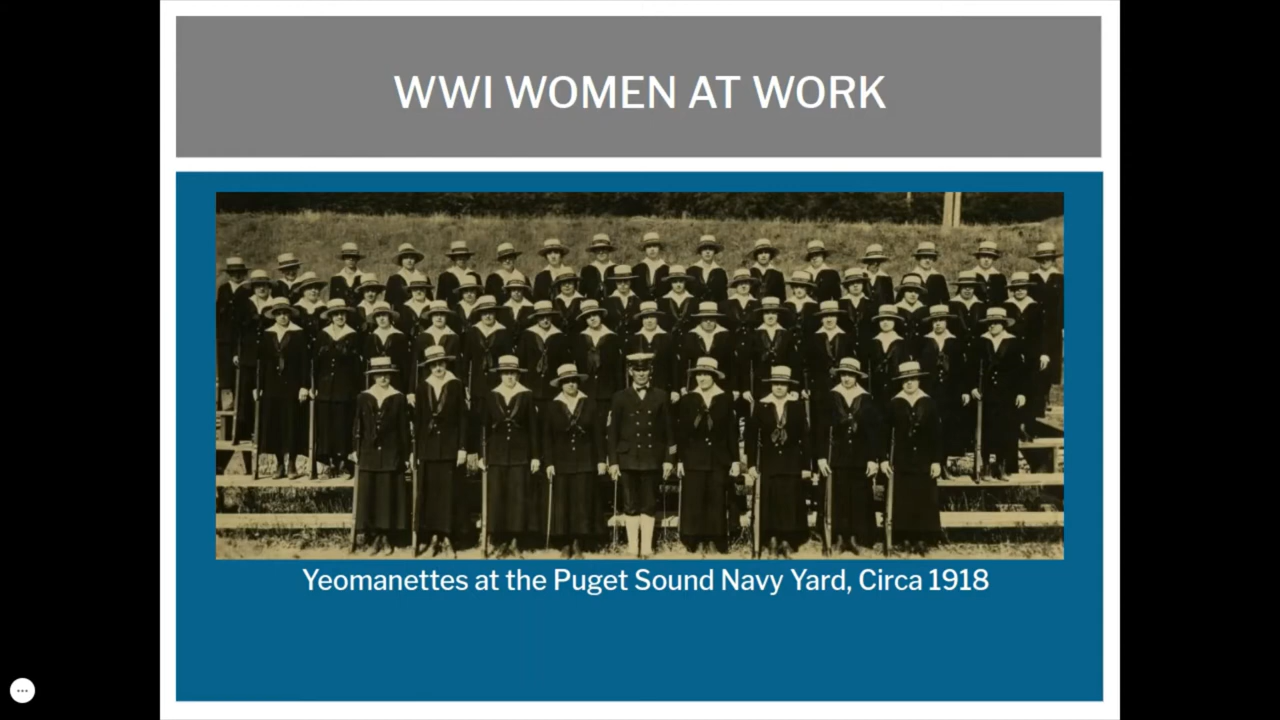 WWI WOMEN AT WORK
Yeomanettes at the Puget Sound Navy Yard, Circa 1918